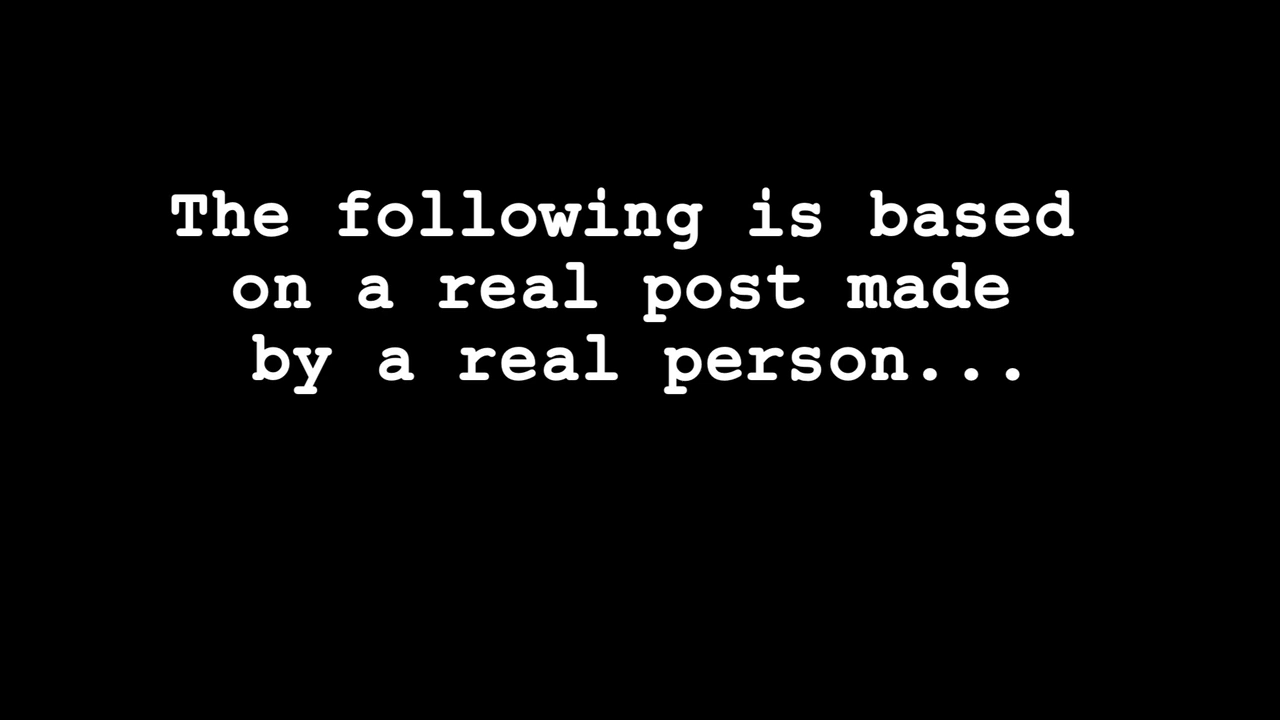 The following is based
on a real post made
by a real person...